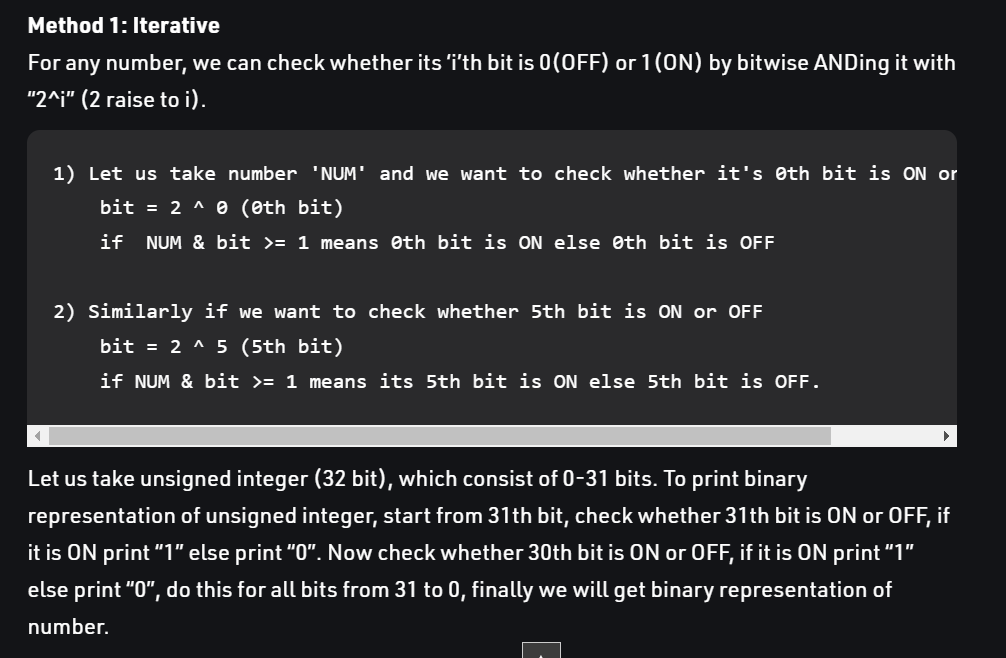 Method 1: Iterative
For any number, we can check whether its ‘i’th bit is 0(OFF) or 1(ON) by bitwise ANDing it with
“2^i” (2 raise to i).
1) Let us take number 'NUM' and we want to check whether it's 0th bit is ON or
bit = 2 ^ 0 (0th bit)
if  NUM & bit >= 1 means 0th bit is ON else 0th bit is OFF
2) Similarly if we want to check whether 5th bit is ON or OFF
bit = 2 ^ 5 (5th bit)
if NUM & bit >= 1 means its 5th bit is ON else 5th bit is OFF.
Let us take unsigned integer (32 bit), which consist of 0-31 bits. To print binary
representation of unsigned integer, start from 31th bit, check whether 31th bit is ON or OFF, if
it is ON print “1” else print “0”. Now check whether 30th bit is ON or OFF, if it is ON print “1”
else print “0”, do this for all bits from 31 to 0, finally we will get binary representation of
number.